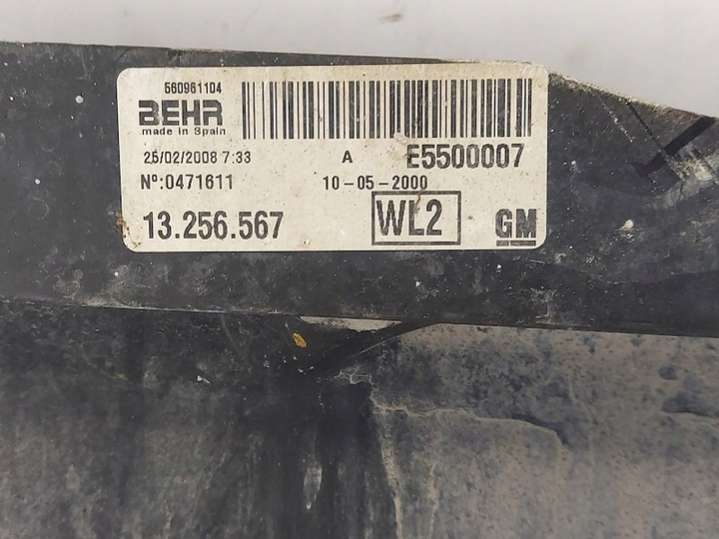 560961104
BEHR
made in Spain
25/02/2008 7:33 A E5500007
Nº:0471611 10-05-2000
13.256.567 WL2 GM